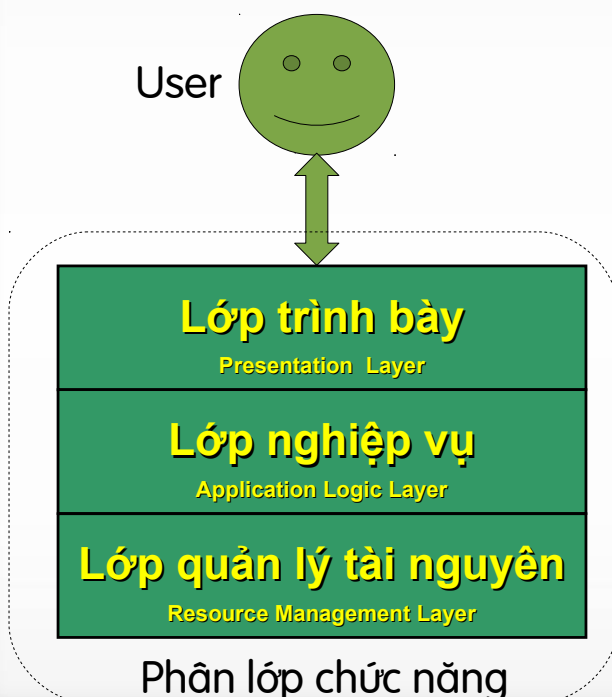 User
Lớp trình bày
Presentation Layer
Lớp nghiệp vụ
Application Logic Layer
Lớp quản lý tài nguyên
Resource Management Layer
Phân lớp chức năng